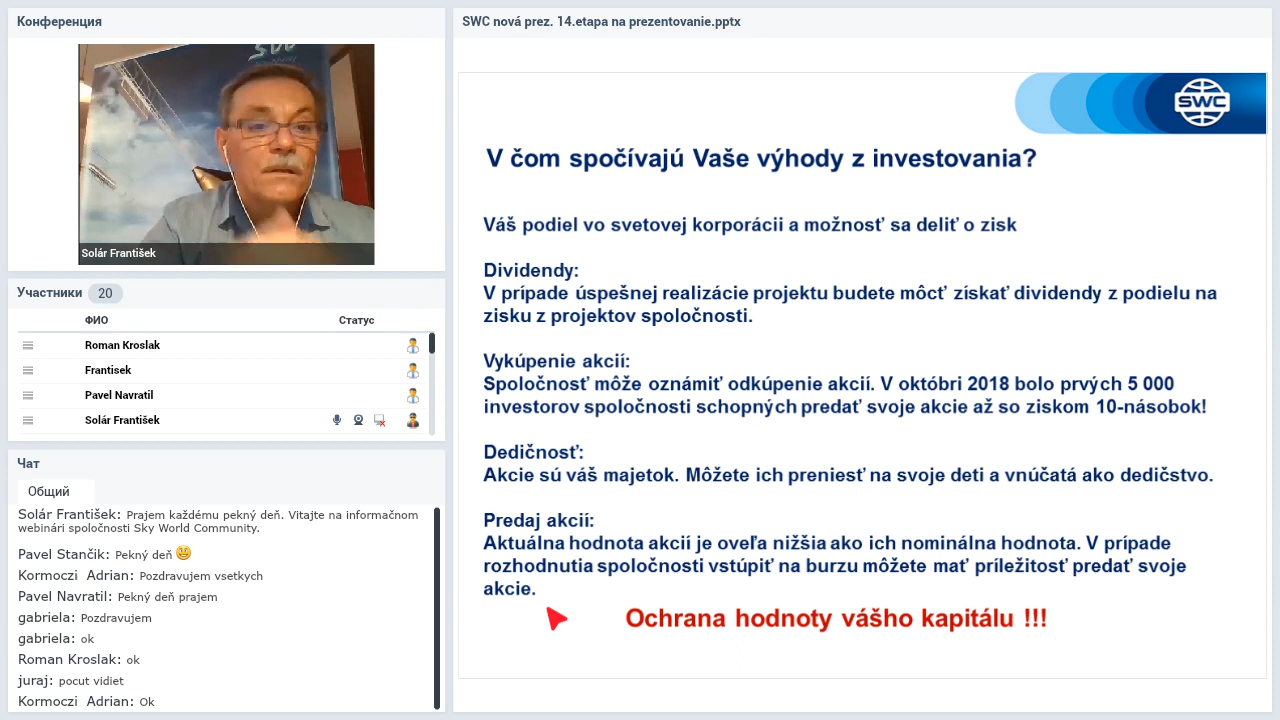 Конференция
Solár František
Участники 20
ФИО Статус
Roman Kroslak
Frantisek
Pavel Navratil
Solár František
Чат
Общий
Solár František: Prajem každému pekný deň. Vitajte na informačnom
webinári spoločnosti Sky World Community.
Pavel Stančik: Pekný deň
Kormoczi Adrian: Pozdravujem vsetkych
Pavel Navratil: Pekný deň prajem
gabriela: Pozdravujem
gabriela: ok
Roman Kroslak: ok
juraj: pocut vidiet
Kormoczi Adrian: Ok
SWC nová prez. 14.etapa na prezentovanie.pptx
SWC
V čom spočívajú Vaše výhody z investovania?
Váš podiel vo svetovej korporácii a možnosť sa deliť o zisk
Dividendy:
V prípade úspešnej realizácie projektu budete môcť získať dividendy z podielu na
zisku z projektov spoločnosti.
Vykúpenie akcií:
Spoločnosť môže oznámiť odkúpenie akcií. V októbri 2018 bolo prvých 5 000
investorov spoločnosti schopných predať svoje akcie až so ziskom 10-násobok!
Dedičnosť:
Akcie sú váš majetok. Môžete ich preniesť na svoje deti a vnúčatá ako dedičstvo.
Predaj akcií:
Aktuálna hodnota akcií je oveľa nižšia ako ich nominálna hodnota. V prípade
rozhodnutia spoločnosti vstúpiť na burzu môžete mať príležitosť predať svoje
akcie.
Ochrana hodnoty vášho kapitálu !!!